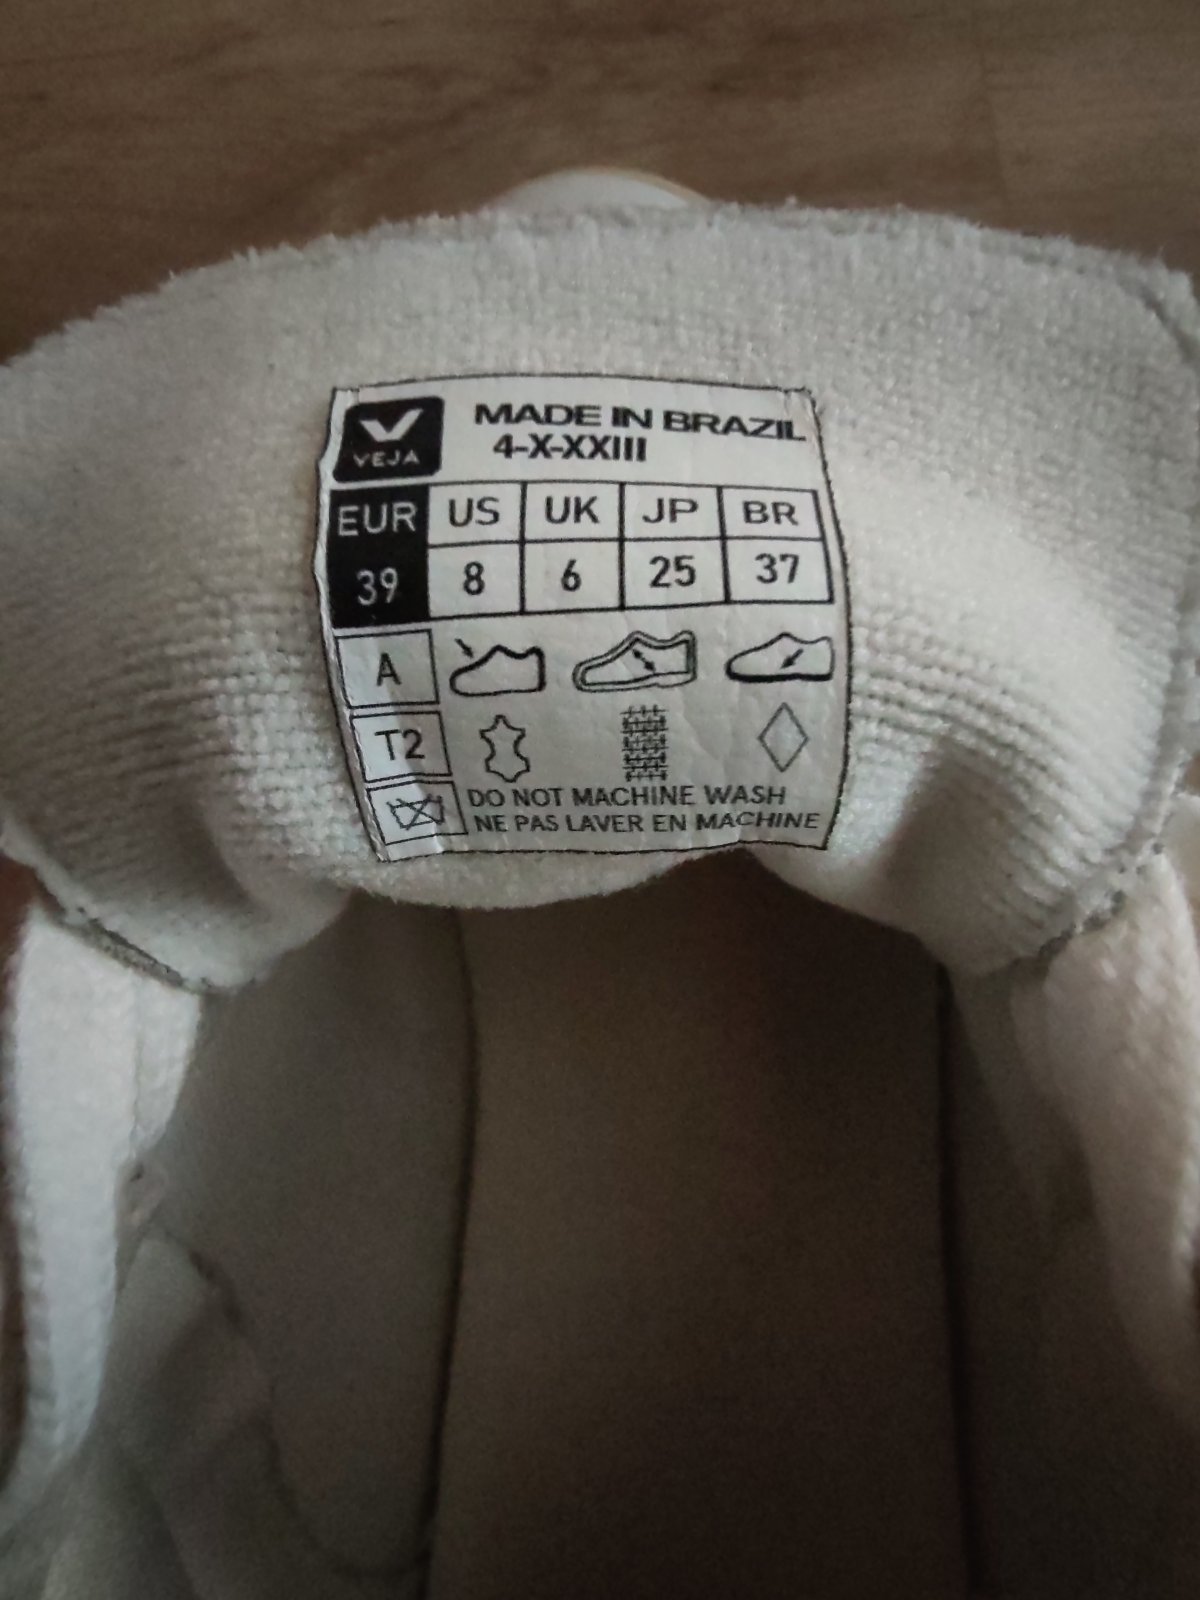 VEJA
MADE IN BRAZIL
4-X-XXIII
EUR US UK JP BR
39 8 6 25 37
A
T2
DO NOT MACHINE WASH
NE PAS LAVER EN MACHINE